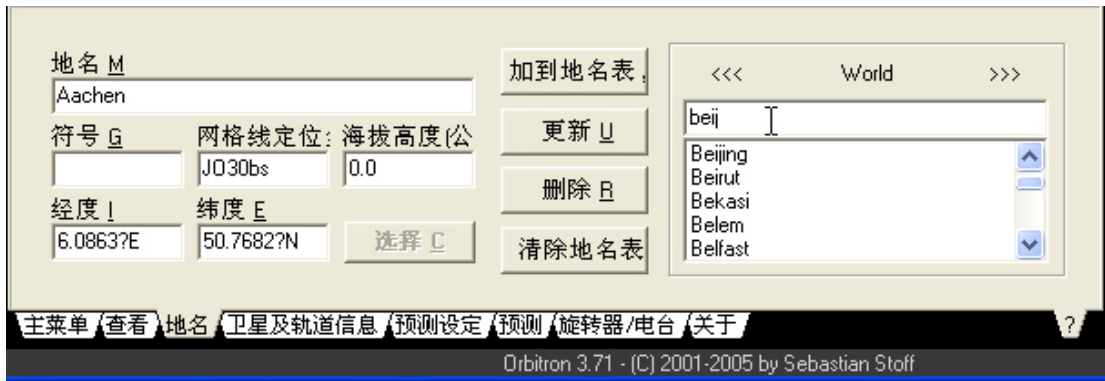 地名 M
Aachen
符号 G
网格线定位:
海拔高度(公
JO30bs
0.0
经度 I
纬度 E
6.0863?E
50.7682?N
选择 C
加到地名表,
更新 U
删除 R
清除地名表
<<< World >>>
beij
Beijing
Beirut
Bekasi
Belem
Belfast
主菜单 查看 地名 卫星及轨道信息 预测设定 预测 旋转器/电台 关于 ?
Orbitron 3.71 - (C) 2001-2005 by Sebastian Stoff